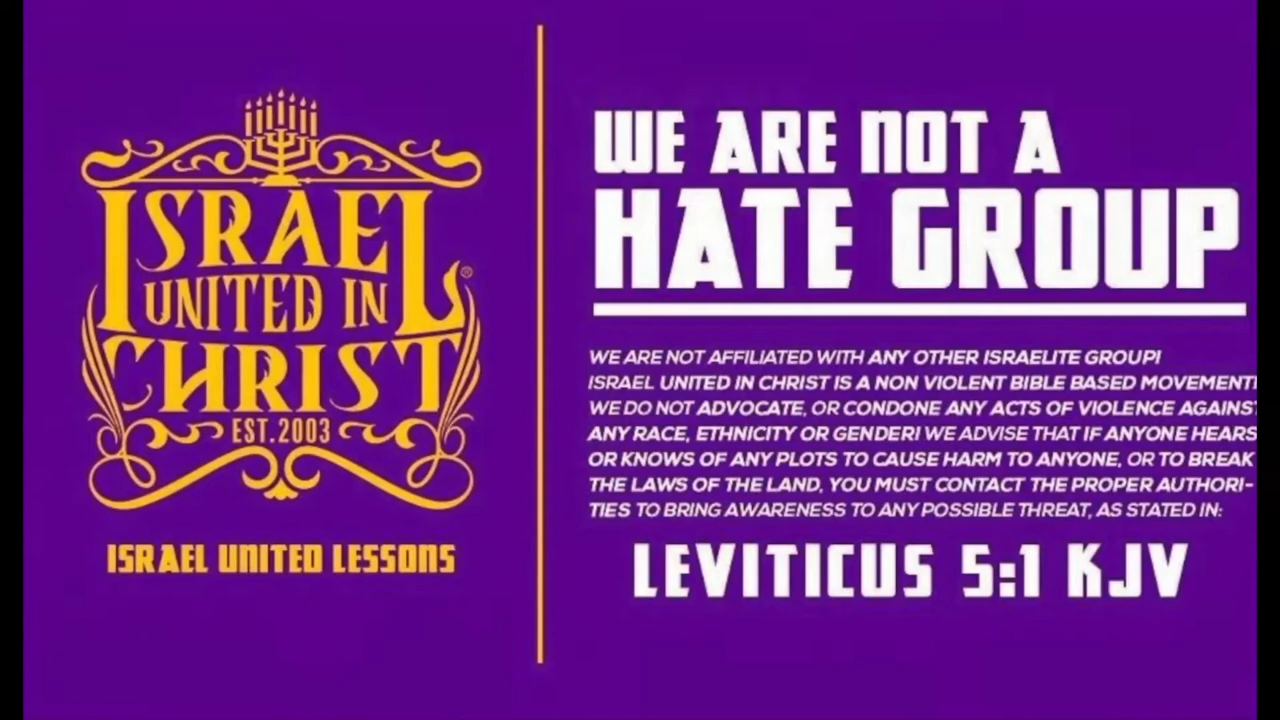 ISRAEL
UNITED IN
CHRIST®
EST. 2003
ISRAEL UNITED LESSONS
WE ARE NOT A
HATE GROUP
WE ARE NOT AFFILIATED WITH ANY OTHER ISRAELITE GROUP!
ISRAEL UNITED IN CHRIST IS A NON VIOLENT BIBLE BASED MOVEMENT!
WE DO NOT ADVOCATE, OR CONDONE ANY ACTS OF VIOLENCE AGAINST
ANY RACE, ETHNICITY OR GENDER! WE ADVISE THAT IF ANYONE HEARS
OR KNOWS OF ANY PLOTS TO CAUSE HARM TO ANYONE, OR TO BREAK
THE LAWS OF THE LAND, YOU MUST CONTACT THE PROPER AUTHORI-
TIES TO BRING AWARENESS TO ANY POSSIBLE THREAT, AS STATED IN:
LEVITICUS 5:1 KJV